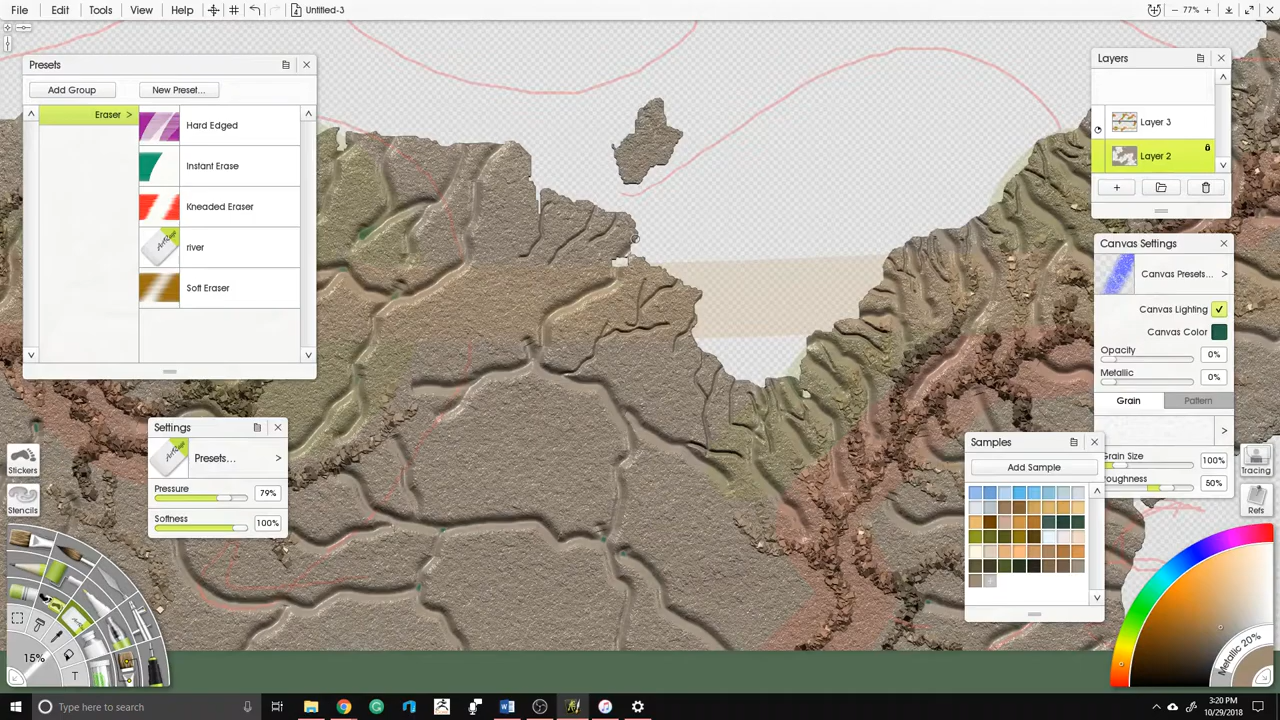 File Edit Tools View Help Untitled-3 77%
Presets
Add Group New Preset...
Eraser >
Hard Edged
Instant Erase
Kneaded Eraser
river
Soft Eraser
Settings
Presets...
Pressure
79%
Softness
100%
Stickers
Stencils
15%
T
Layers
Layer 3
Layer 2
Canvas Settings
Canvas Presets...
Canvas Lighting
Canvas Color
Opacity
0%
Metallic
0%
Grain Pattern
Grain Size
100%
Roughness
50%
Samples
Add Sample
Tracing
Refs
Metallic 20%
Type here to search
3:20 PM
10/29/2018